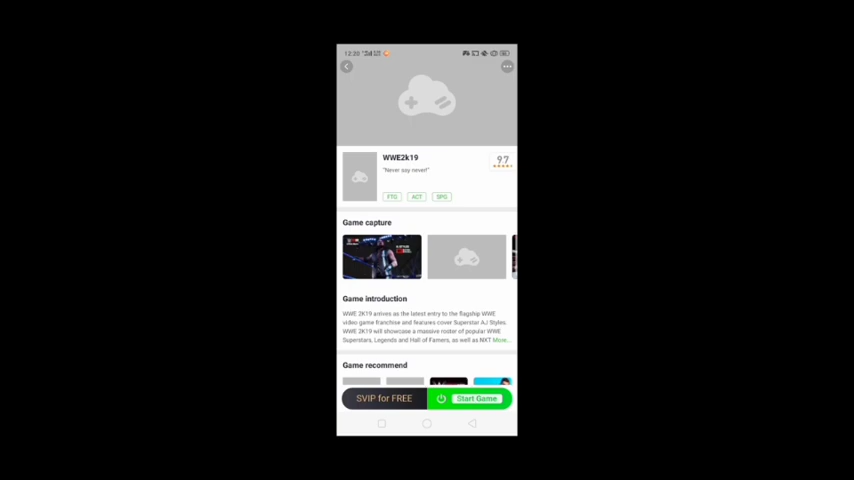 12:20
WWE2k19
"Never say never!"
9.7
FTG ACT SPG
Game capture
Game introduction
WWE 2K19 arrives as the latest entry to the flagship WWE
video game franchise and features cover Superstar AJ Styles.
WWE 2K19 will showcase a massive roster of popular WWE
Superstars, Legends and Hall of Famers, as well as NXT More...
Game recommend
SVIP for FREE
Start Game